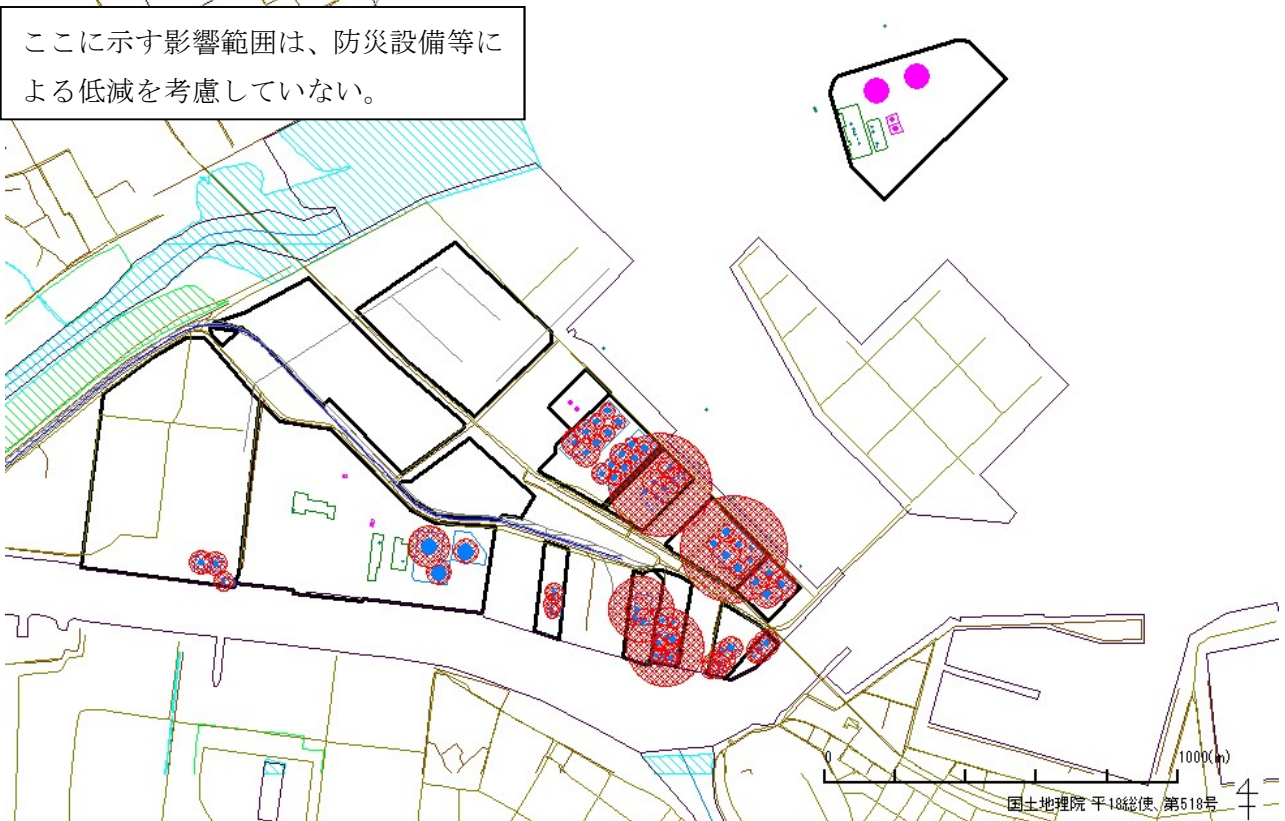 ここに示す影響範囲は、防災設備等に
よる低減を考慮していない。
0 1000(m)
国土地理院 平18総使、第518号